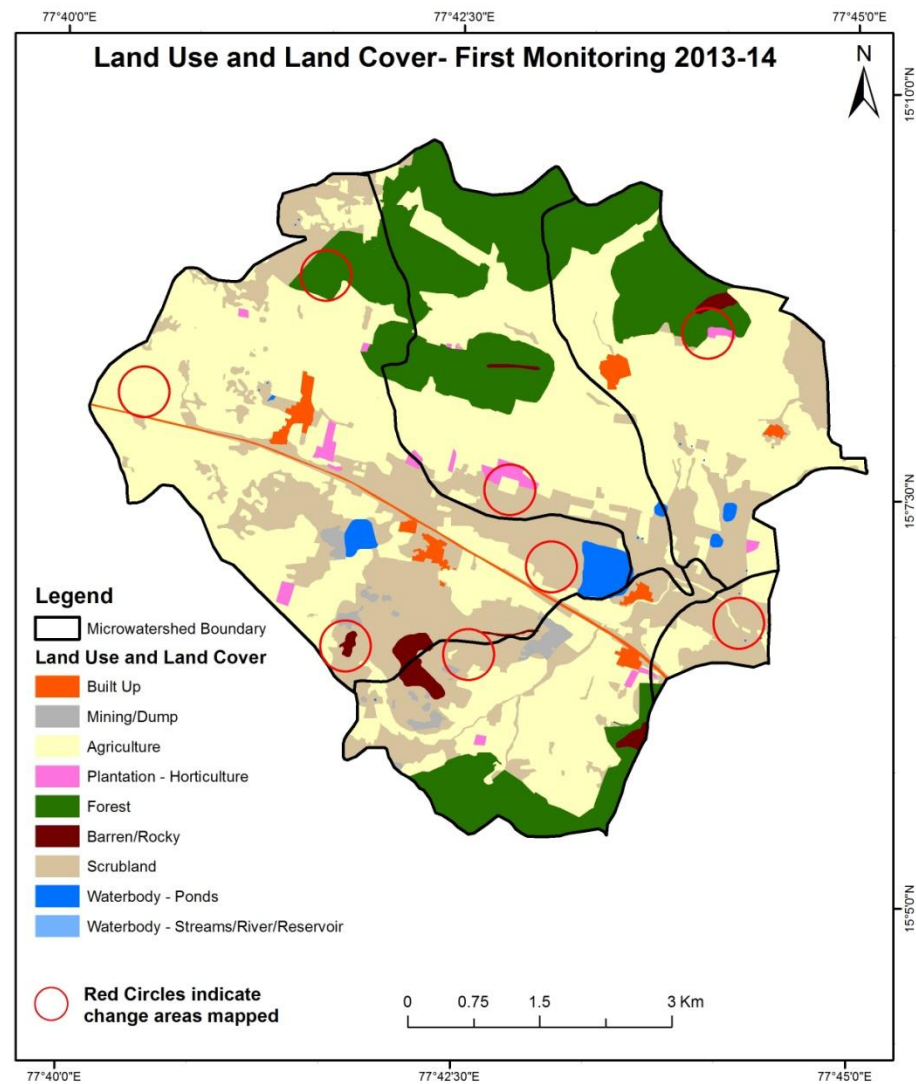 77°40'0"E 77°42'30"E 77°45'0"E
Land Use and Land Cover- First Monitoring 2013-14
N
15°10'0"N
15°7'30"N
Legend
Microwatershed Boundary
Land Use and Land Cover
Built Up
Mining/Dump
Agriculture
Plantation - Horticulture
Forest
Barren/Rocky
Scrubland
Waterbody - Ponds
Waterbody - Streams/River/Reservoir
15°5'0"N
Red Circles indicate
change areas mapped
0 0.75 1.5 3 Km
77°40'0"E 77°42'30"E 77°45'0"E